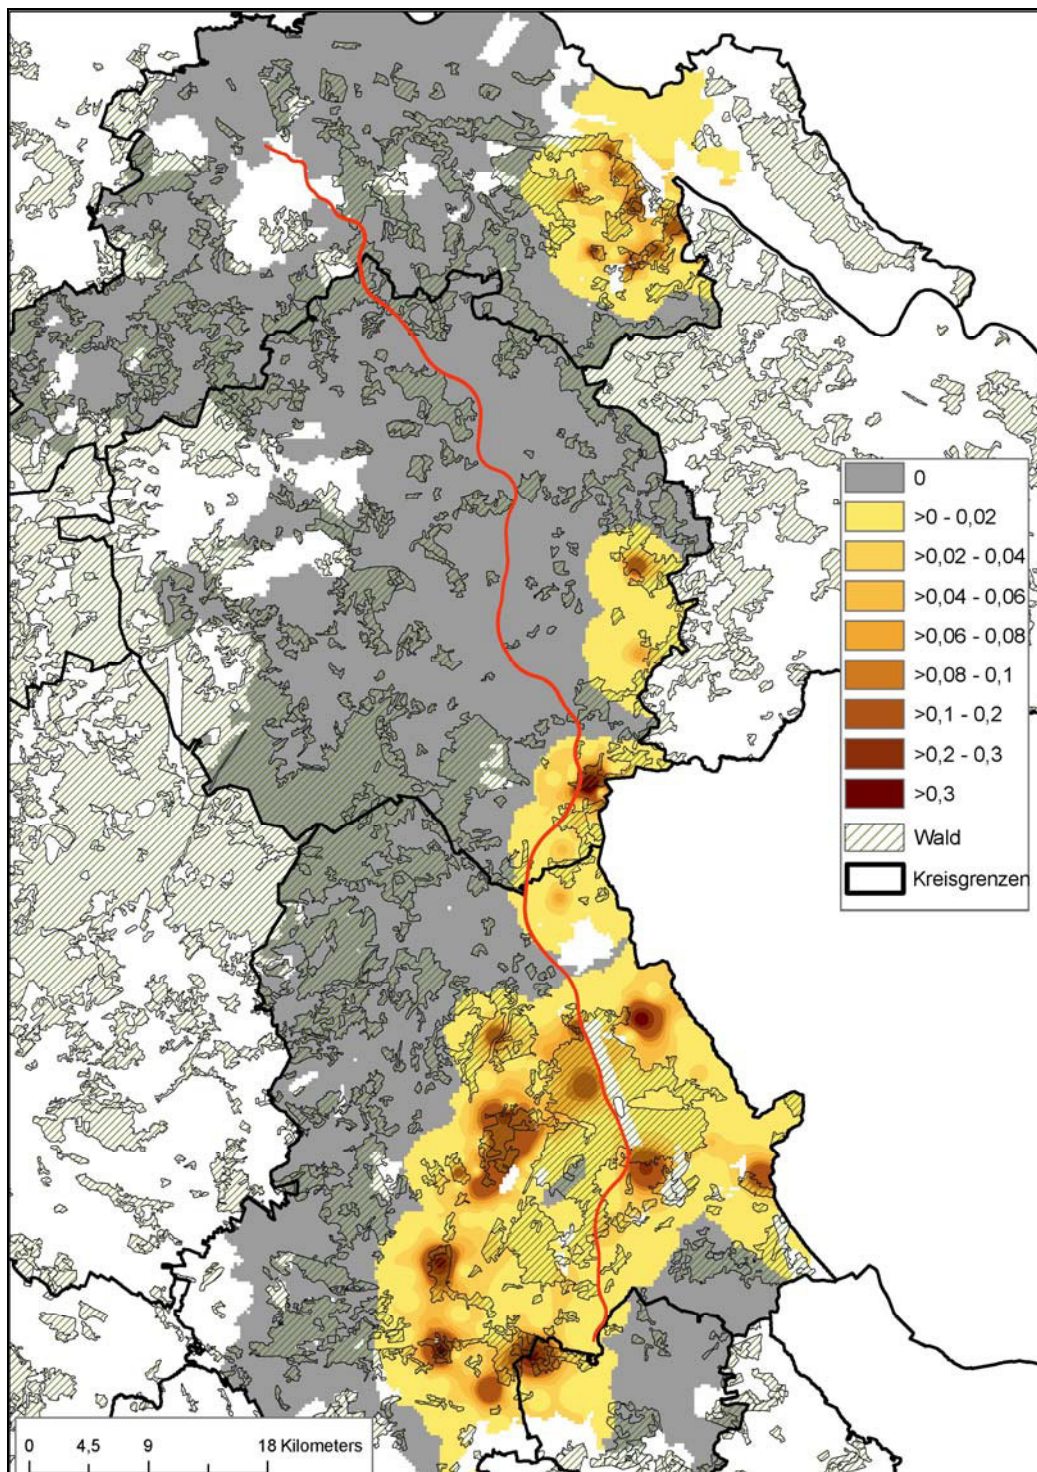 0
>0 - 0,02
>0,02 - 0,04
>0,04 - 0,06
>0,06 - 0,08
>0,08 - 0,1
>0,1 - 0,2
>0,2 - 0,3
>0,3
Wald
Kreisgrenzen
0 4,5 9 18 Kilometers